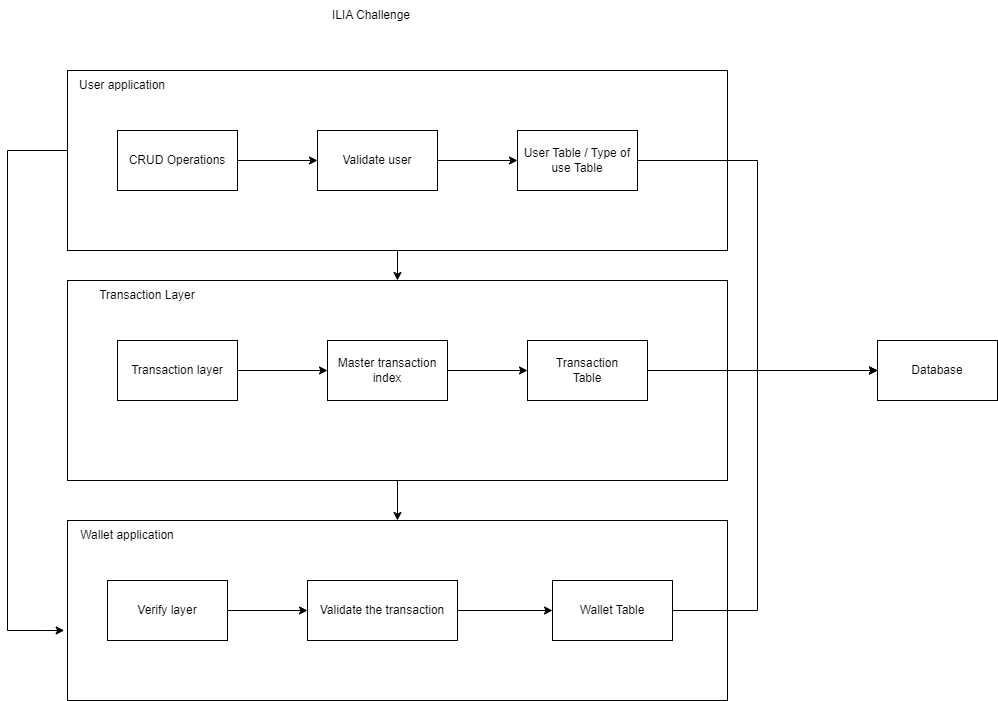 ILIA Challenge
User application
CRUD Operations
Validate user
User Table / Type of
use Table
Transaction Layer
Transaction layer
Master transaction
index
Transaction
Table
Database
Wallet application
Verify layer
Validate the transaction
Wallet Table